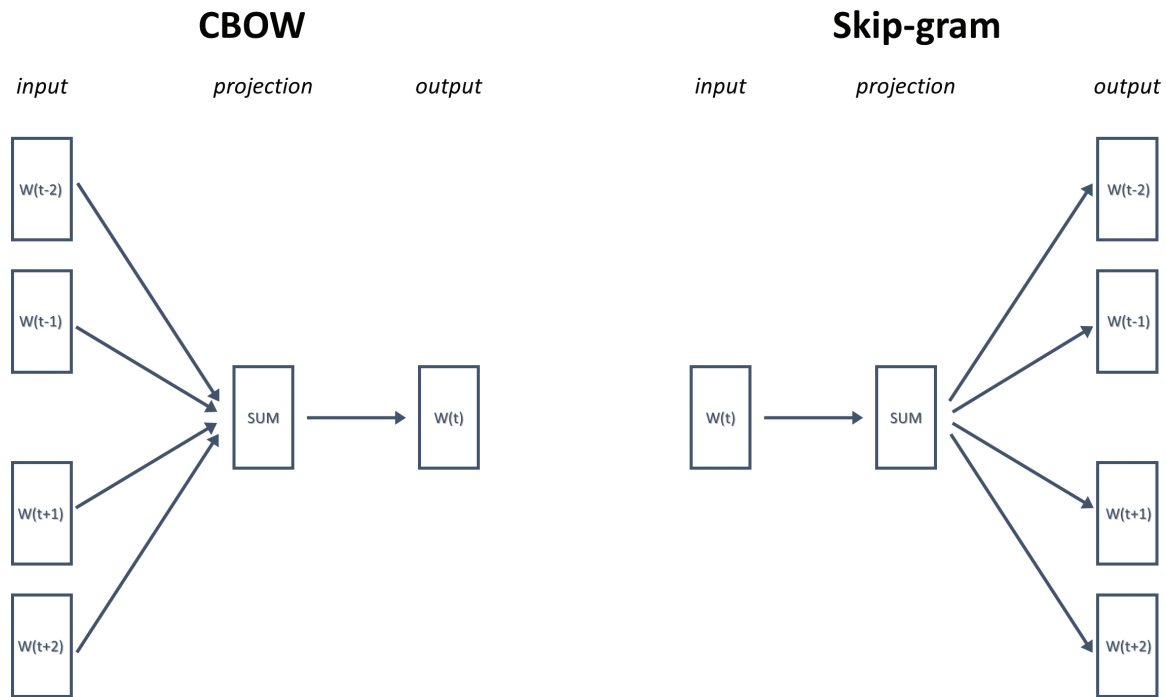 CBOW
input projection output
W(t-2)
W(t-1)
SUM
W(t)
W(t+1)
W(t+2)
Skip-gram
input projection output
W(t)
SUM
W(t-2)
W(t-1)
W(t+1)
W(t+2)